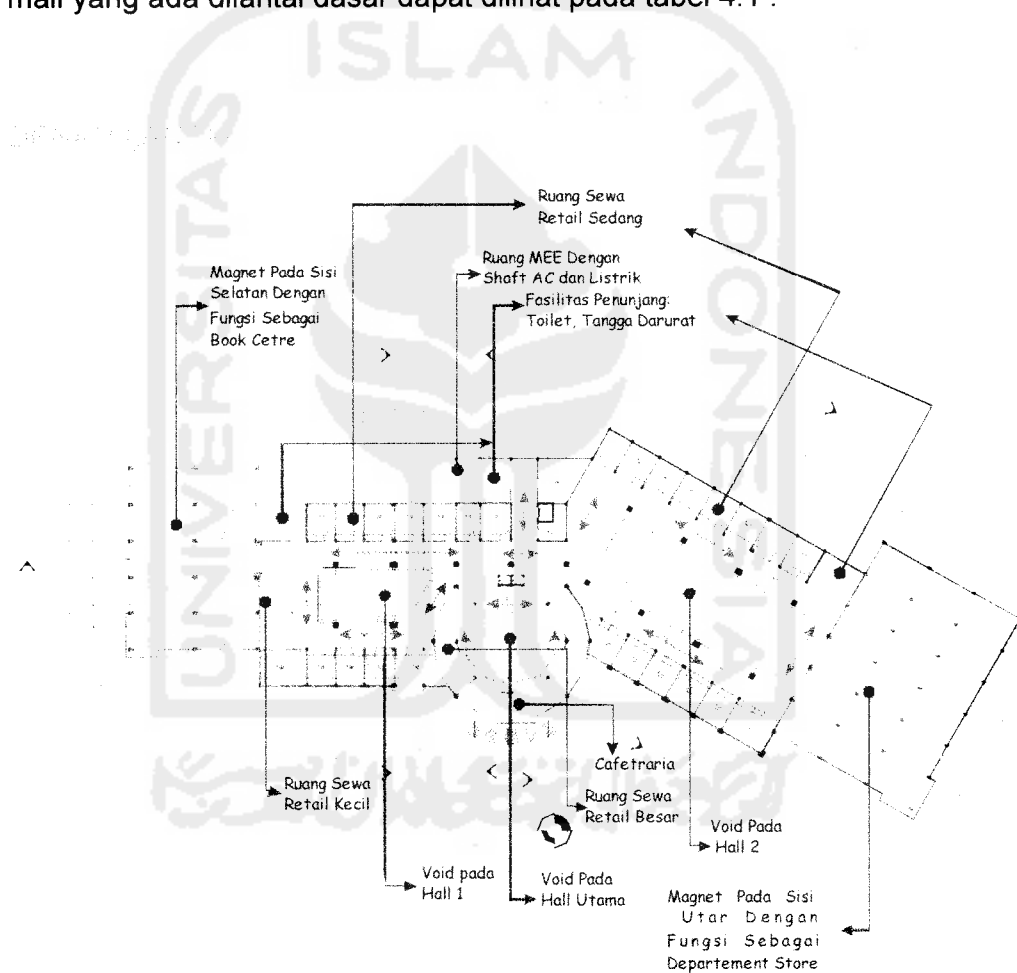 mall yang ada dilantai dasar dapat dilihat pada tabel 4.1 :
ISLAM
UNIVERSITAS
INDONESIA
Ruang Sewa
Retail Sedang
Magnet Pada Sisi
Selatan Dengan
Fungsi Sebagai
Book Cetre
Ruang MEE Dengan
Shaft AC dan Listrik
Fasilitas Penunjang:
Toilet, Tangga Darurat
Cafetraria
Ruang Sewa
Retail Kecil
Ruang Sewa
Retail Besar
Void Pada
Hall 2
Void pada
Hall 1
Void Pada
Hall Utama
Magnet Pada Sisi
Utar Dengan
Fungsi Sebagai
Departement Store